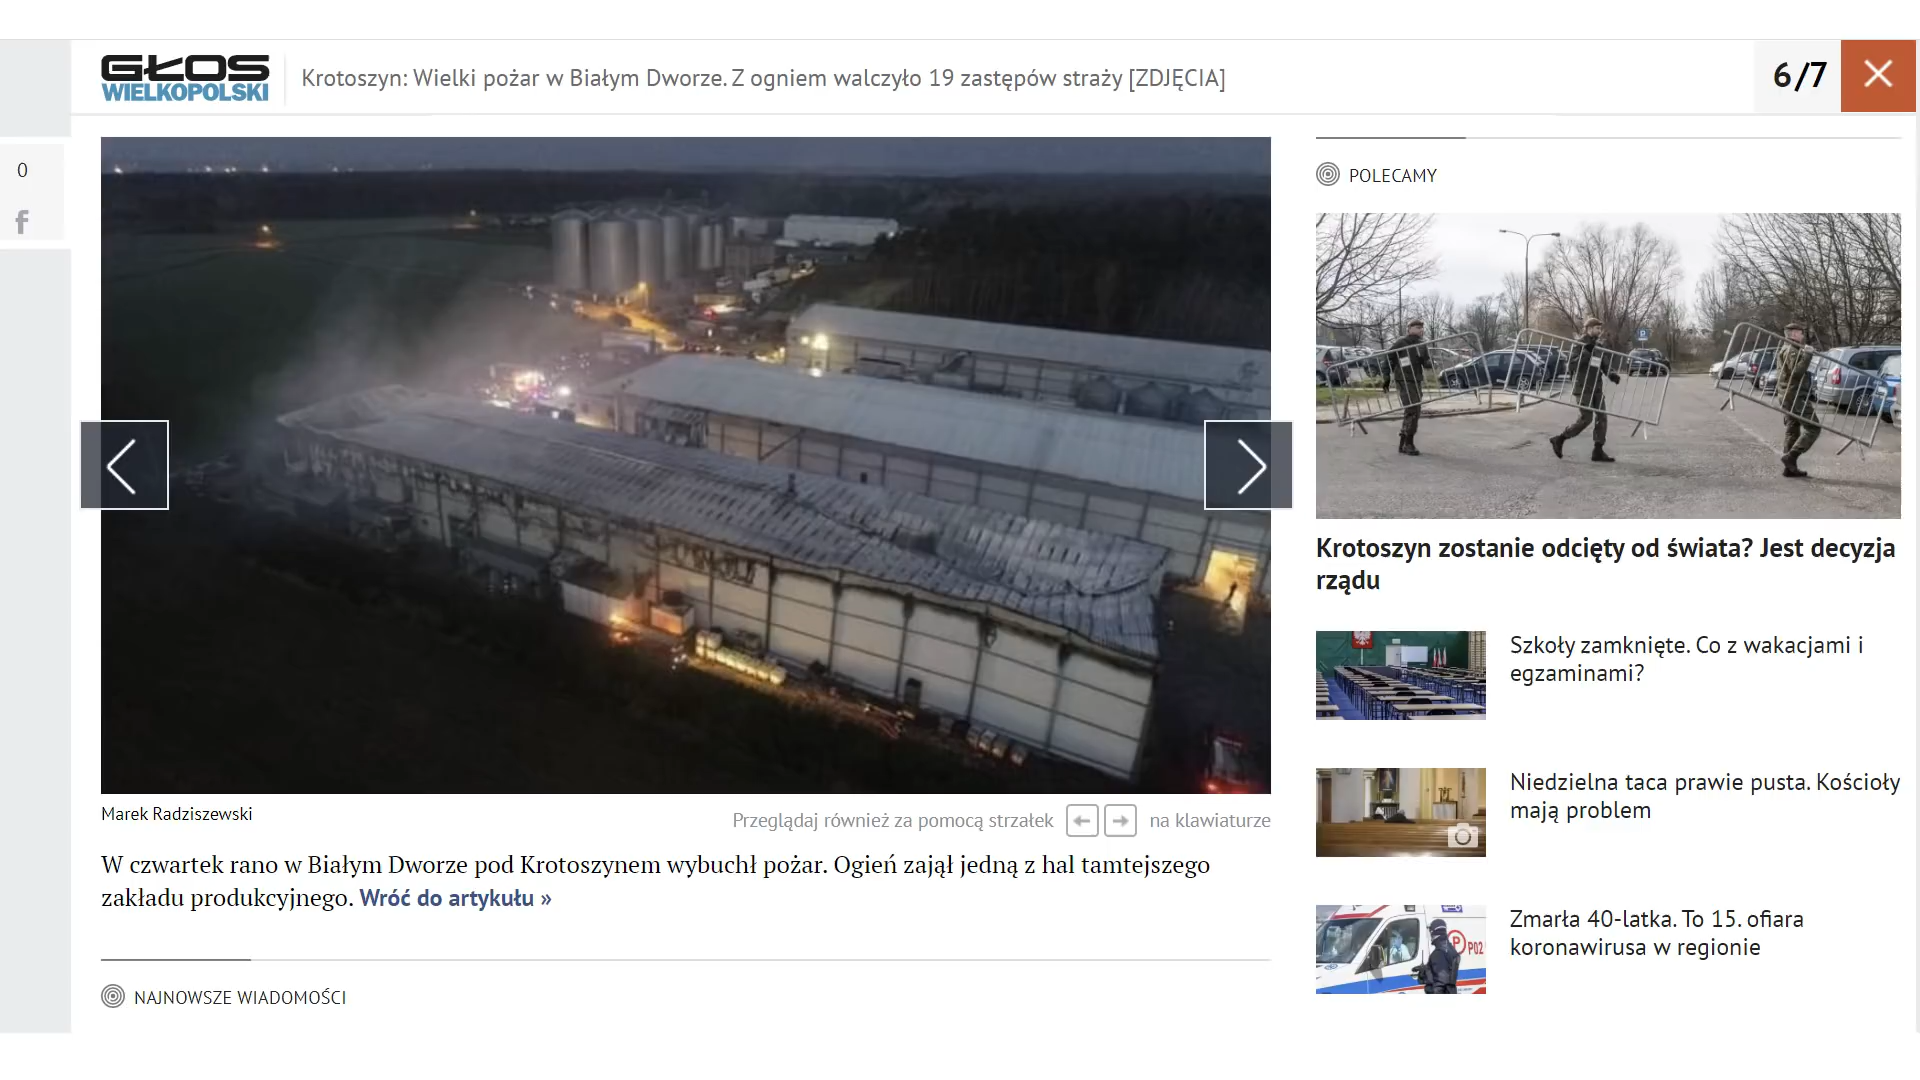 GŁOS
WIELKOPOLSKI
Krotoszyn: Wielki pożar w Białym Dworze. Z ogniem walczyło 19 zastępów straży [ZDJĘCIA]
6/7
0
f
POLECAMY
Krotoszyn zostanie odcięty od świata? Jest decyzja
rządu
Szkoły zamknięte. Co z wakacjami i
egzaminami?
Niedzielna taca prawie pusta. Kościoły
mają problem
P
P02
Zmarła 40-latka. To 15. ofiara
koronawirusa w regionie
Marek Radziszewski
Przeglądaj również za pomocą strzałek na klawiaturze
W czwartek rano w Białym Dworze pod Krotoszynem wybuchł pożar. Ogień zajął jedną z hal tamtejszego
zakładu produkcyjnego. Wróć do artykułu »
NAJNOWSZE WIADOMOŚCI